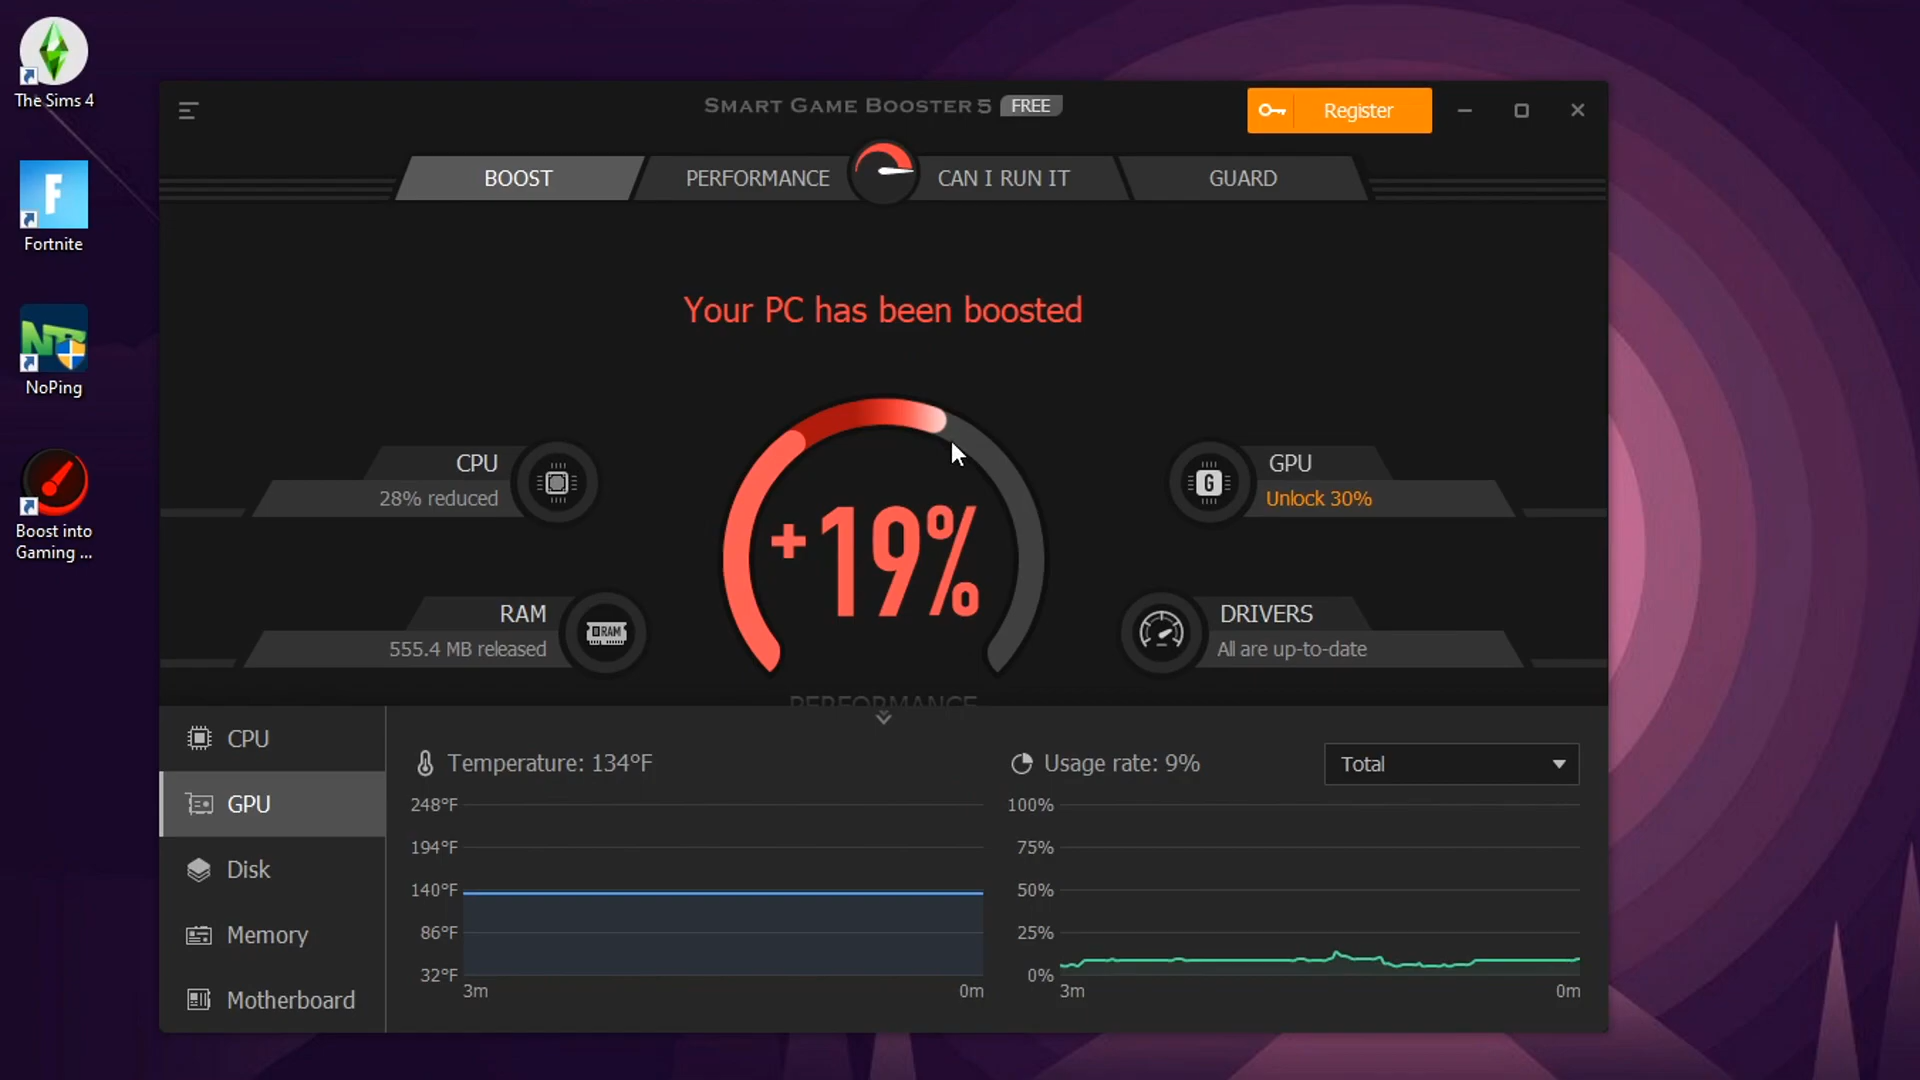 The Sims 4
Fortnite
NoPing
Boost into
Gaming ...
SMART GAME BOOSTER 5 FREE
Register
BOOST
PERFORMANCE
CAN I RUN IT
GUARD
Your PC has been boosted
CPU
28% reduced
RAM
555.4 MB released
RAM
+19%
PERFORMANCE
G
GPU
Unlock 30%
DRIVERS
All are up-to-date
CPU
GPU
Disk
Memory
Motherboard
Temperature: 134°F
248°F
194°F
140°F
86°F
32°F
3m
0m
Usage rate: 9%
Total
100%
75%
50%
25%
0%
3m
0m